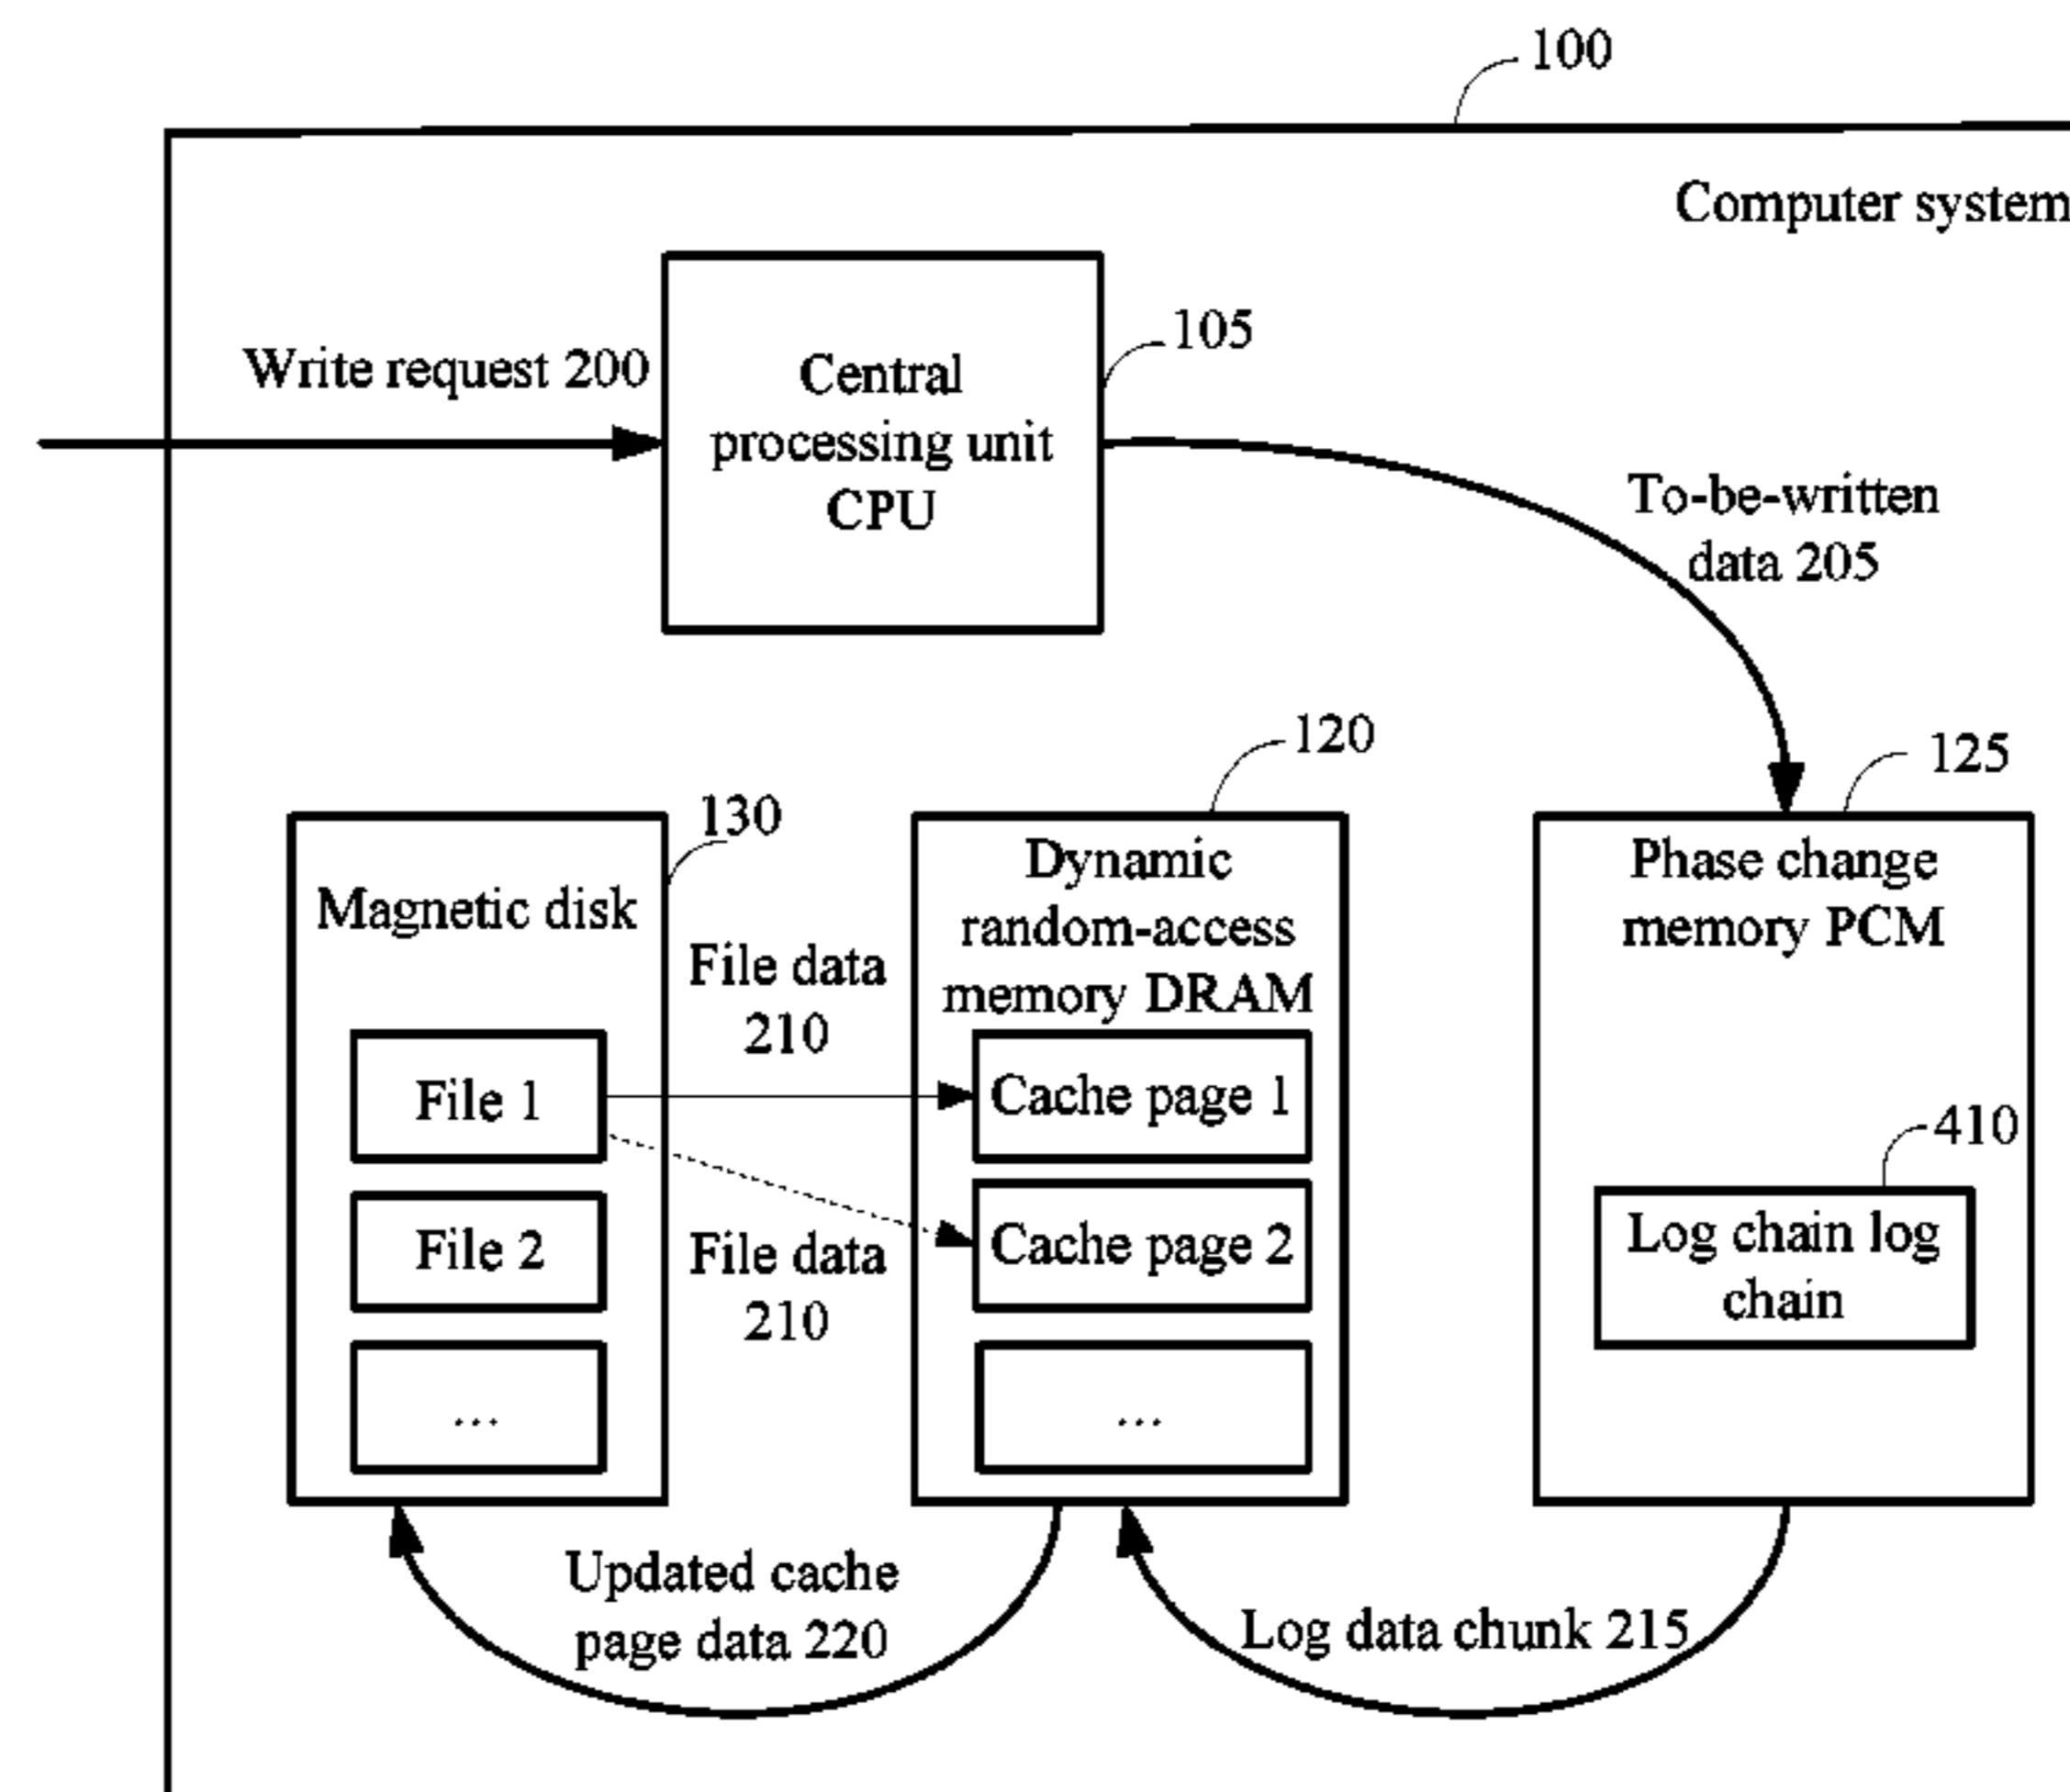 100
Computer system
Write request 200
Central
processing unit
CPU
105
To-be-written
data 205
130
Magnetic disk
File 1
File 2
...
File data
210
File data
210
120
Dynamic
random-access
memory DRAM
Cache page 1
Cache page 2
...
125
Phase change
memory PCM
410
Log chain log
chain
Updated cache
page data 220
Log data chunk 215